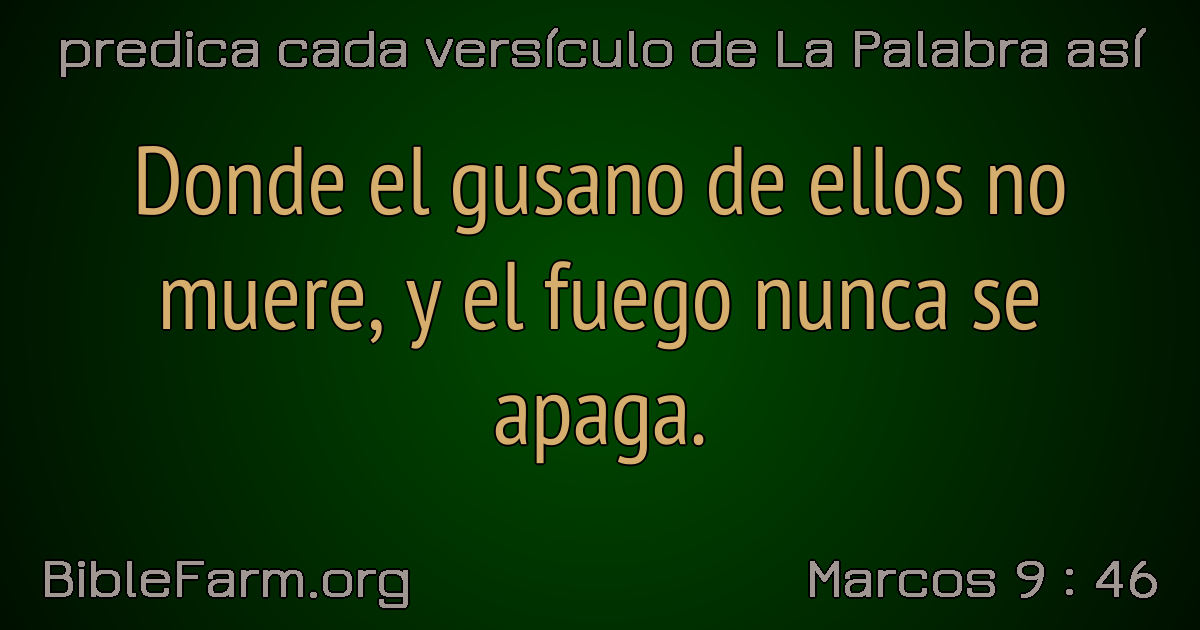 predica cada versículo de La Palabra así
Donde el gusano de ellos no
muere, y el fuego nunca se
apaga.
BibleFarm.org
Marcos 9 : 46